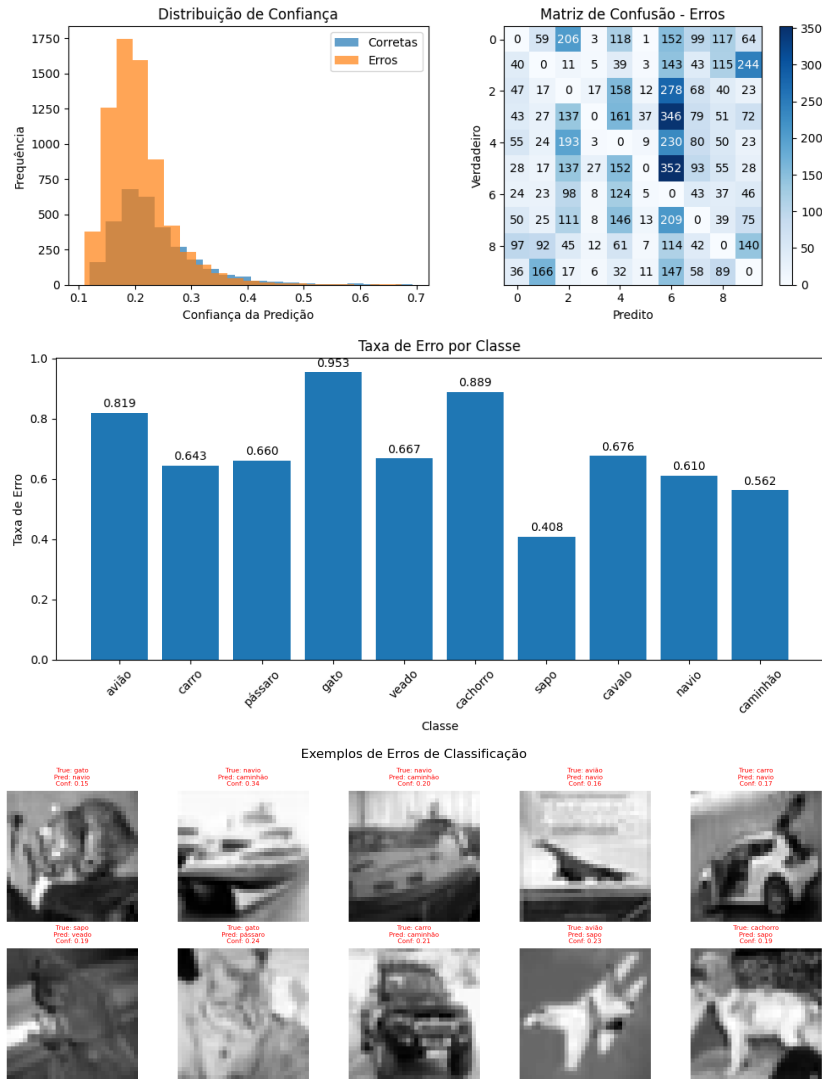 Distribuição de Confiança
1750
1500
1250
1000
750
500
250
0
Frequência
Corretas
Erros
0.1 0.2 0.3 0.4 0.5 0.6 0.7
Confiança da Predição
Matriz de Confusão - Erros
0 59 206 3 118 1 152 99 117 64
40 0 11 5 39 3 143 43 115 244
47 17 0 17 158 12 278 68 40 23
43 27 137 0 161 37 346 79 51 72
55 24 193 3 0 9 230 80 50 23
28 17 137 27 152 0 352 93 55 28
24 23 98 8 124 5 0 43 37 46
50 25 111 8 146 13 209 0 39 75
97 92 45 12 61 7 114 42 0 140
36 166 17 6 32 11 147 58 89 0
0
2
4
6
8
Verdadeiro
0 2 4 6 8
Predito
350
300
250
200
150
100
50
0
Taxa de Erro por Classe
1.0
0.8
0.6
0.4
0.2
0.0
Taxa de Erro
0.819 0.643 0.660 0.953 0.667 0.889 0.408 0.676 0.610 0.562
avião carro pássaro gato veado cachorro sapo cavalo navio caminhão
Classe
Exemplos de Erros de Classificação
True: gato
Pred: navio
Conf: 0.15
True: navio
Pred: caminhão
Conf: 0.34
True: navio
Pred: caminhão
Conf: 0.20
True: avião
Pred: navio
Conf: 0.16
True: carro
Pred: navio
Conf: 0.17
True: sapo
Pred: veado
Conf: 0.19
True: gato
Pred: pássaro
Conf: 0.24
True: carro
Pred: caminhão
Conf: 0.21
True: avião
Pred: sapo
Conf: 0.23
True: cachorro
Pred: sapo
Conf: 0.19